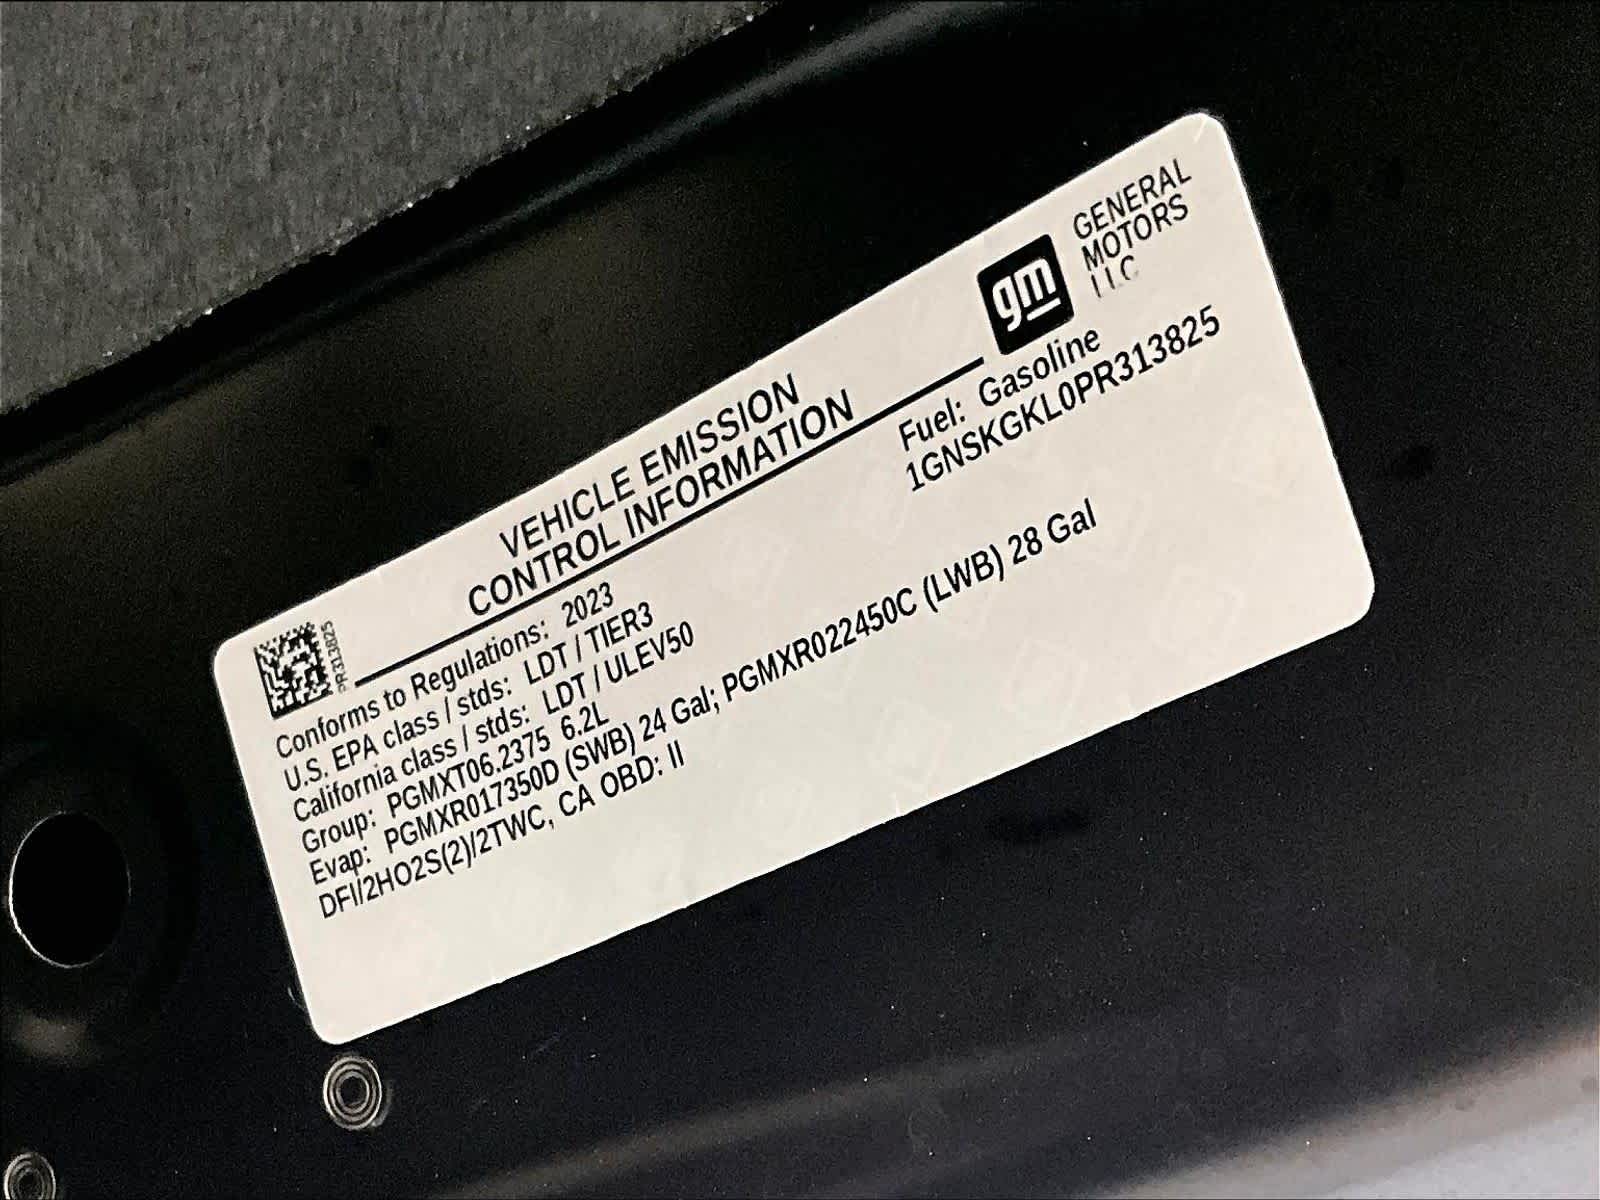 GENERAL
MOTORS
LLC
gm
VEHICLE EMISSION
CONTROL INFORMATION
PR313825
Fuel: Gasoline
1GNSKGKL0PR313825
Conforms to Regulations: 2023
U.S. EPA class / stds: LDT / TIER3
California class / stds: LDT / ULEV50
Group: PGMXT06.2375 6.2L
Evap: PGMXR017350D (SWB) 24 Gal; PGMXR022450C (LWB) 28 Gal
DFI/2HO2S(2)/2TWC, CA OBD: II